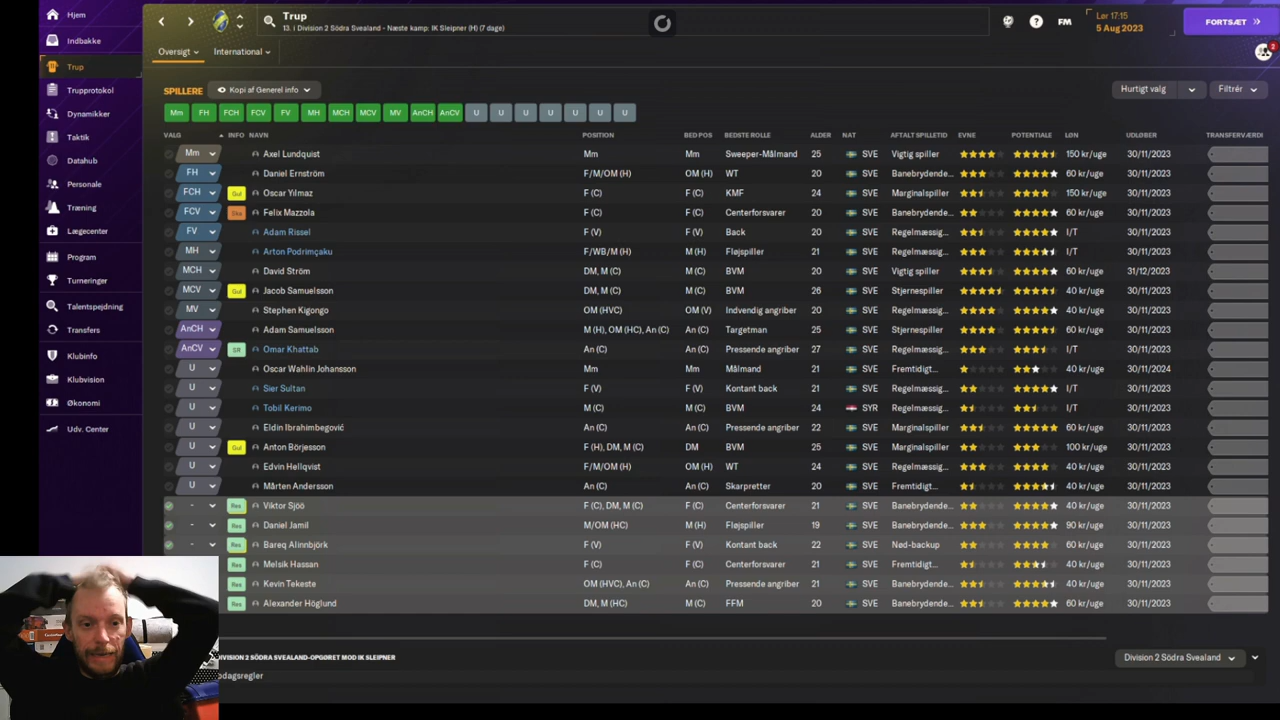 Hjem
Indbakke
Trup
Trupprotokol
Dynamikker
Taktik
Datahub
Personale
Træning
Lægecenter
Program
Turneringer
Talentspejdning
Transfers
Klubinfo
Klubvision
Økonomi
Udv. Center
Trup
13. i Division 2 Södra Svealand - Næste kamp: IK Sleipner (H) (7 dage)
FM
Lør 17:15
5 Aug 2023
FORTSÆT
2
Oversigt International
SPILLERE Kopi af Generel info Hurtigt valg Filtrér
Mm FH FCH FCV FV MH MCH MCV MV AnCH AnCV U U U U U U U
VALG INFO NAVN POSITION BED POS BEDSTE ROLLE ALDER NAT AFTALT SPILLETID EVNE POTENTIALE LØN UDLØBER TRANSFERVÆRDI
Mm Axel Lundquist Mm Mm Sweeper-Målmand 25 SVE Vigtig spiller 150 kr/uge 30/11/2023
FH Daniel Ernström F/M/OM (H) OM (H) WT 20 SVE Banebrydende... 60 kr/uge 30/11/2023
FCH Gul Oscar Yilmaz F (C) F (C) KMF 24 SVE Marginalspiller 150 kr/uge 30/11/2023
FCV Ska Felix Mazzola F (C) F (C) Centerforsvarer 20 SVE Banebrydende... 60 kr/uge 30/11/2023
FV Adam Rissel F (V) F (V) Back 20 SVE Regelmæssig... I/T 30/11/2023
MH Arton Podrimçaku F/WB/M (H) M (H) Fløjspiller 21 SVE Regelmæssig... I/T 30/11/2023
MCH David Ström DM, M (C) M (C) BVM 20 SVE Vigtig spiller 60 kr/uge 31/12/2023
MCV Gul Jacob Samuelsson DM, M (C) M (C) BVM 26 SVE Stjernespiller 40 kr/uge 30/11/2023
MV Stephen Kigongo OM (HVC) OM (V) Indvendig angriber 20 SVE Regelmæssig... 40 kr/uge 30/11/2023
AnCH Adam Samuelsson M (H), OM (HC), An (C) An (C) Targetman 25 SVE Stjernespiller 60 kr/uge 30/11/2023
AnCV SR Omar Khattab An (C) An (C) Pressende angriber 27 SVE Regelmæssig... I/T 30/11/2023
U Oscar Wahlin Johansson Mm Mm Målmand 21 SVE Fremtidigt... 40 kr/uge 30/11/2024
U Sier Sultan F (V) F (V) Kontant back 21 SVE Regelmæssig... I/T 30/11/2023
U Tobil Kerimo M (C) M (C) BVM 24 SYR Regelmæssig... I/T 30/11/2023
U Eldin Ibrahimbegović An (C) An (C) Pressende angriber 22 SVE Marginalspiller 60 kr/uge 30/11/2023
U Gul Anton Börjesson F (H), DM, M (C) DM BVM 25 SVE Marginalspiller 100 kr/uge 30/11/2023
U Edvin Hellqvist F/M/OM (H) OM (H) WT 24 SVE Regelmæssig... 40 kr/uge 30/11/2023
U Mårten Andersson An (C) An (C) Skarpretter 20 SVE Fremtidigt... 40 kr/uge 30/11/2023
- Res Viktor Sjöö F (C), DM, M (C) F (C) Centerforsvarer 21 SVE Banebrydende... 40 kr/uge 30/11/2023
- Res Daniel Jamil M/OM (HC) M (H) Fløjspiller 19 SVE Banebrydende... 90 kr/uge 30/11/2023
- Res Bareq Alinnbjörk F (V) F (V) Kontant back 22 SVE Nød-backup 60 kr/uge 30/11/2023
Res Melsik Hassan F (C) F (C) Centerforsvarer 21 SVE Fremtidigt... 40 kr/uge 30/11/2023
Res Kevin Tekeste OM (HVC), An (C) An (C) Pressende angriber 21 SVE Banebrydende... 40 kr/uge 30/11/2023
Res Alexander Höglund DM, M (HC) M (C) FFM 20 SVE Banebrydende... 60 kr/uge 30/11/2023
DIVISION 2 SÖDRA SVEALAND-OPGØRET MOD IK SLEIPNER Division 2 Södra Svealand
odagsregler